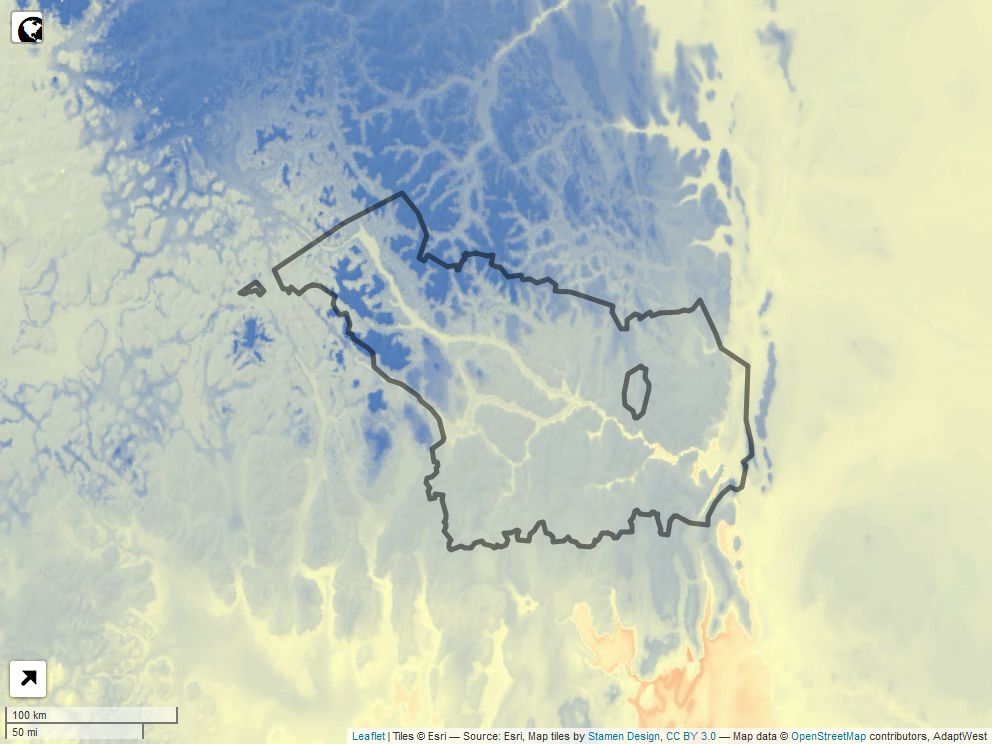 100 km
50 mi
Leaflet | Tiles © Esri — Source: Esri, Map tiles by Stamen Design, CC BY 3.0 — Map data © OpenStreetMap contributors, AdaptWest